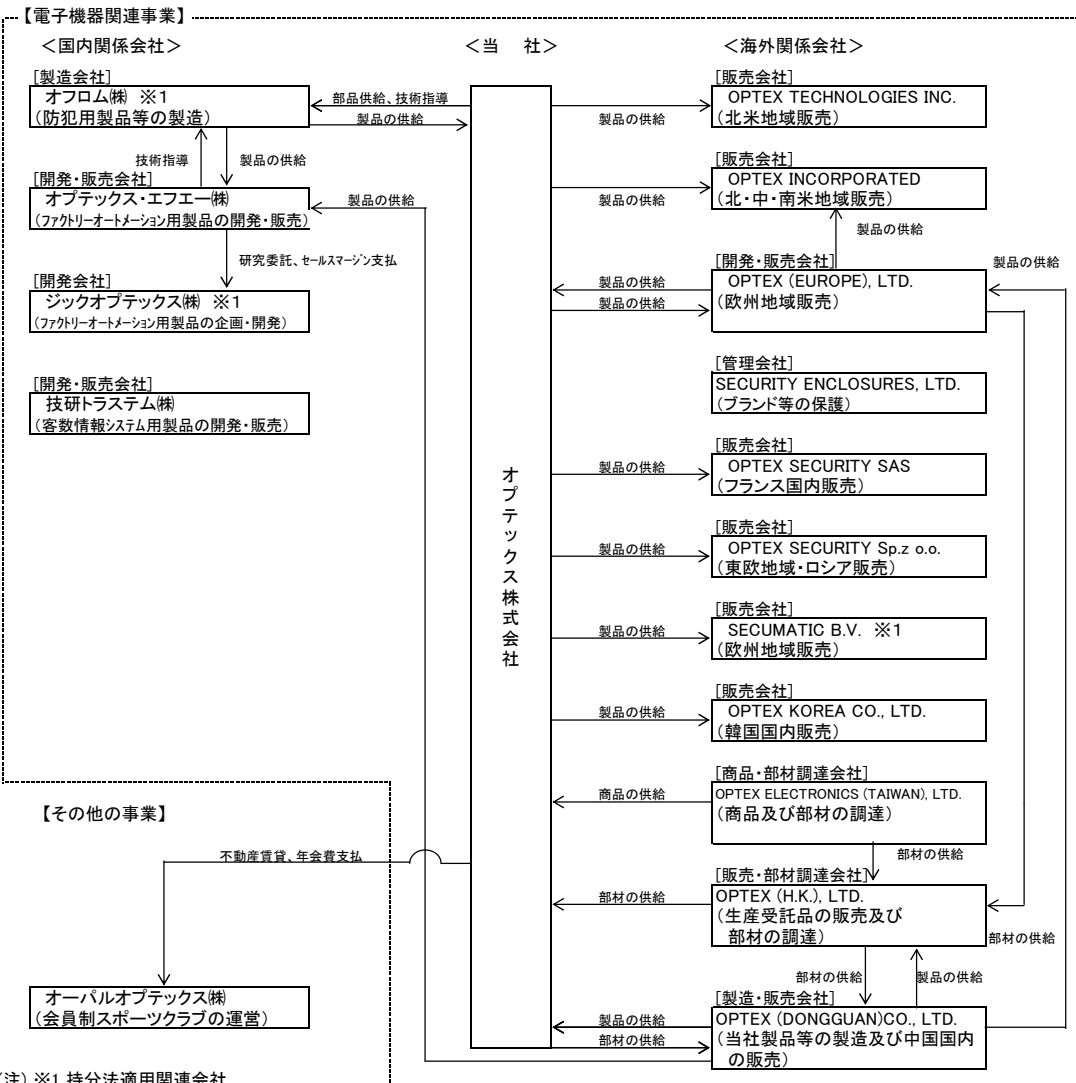 【電子機器関連事業】
＜国内関係会社＞
＜当　社＞
＜海外関係会社＞
[製造会社]
オフロム㈱ ※1
(防犯用製品等の製造)
部品供給、技術指導
製品の供給
技術指導
製品の供給
[開発・販売会社]
オプテックス・エフエー㈱
(ファクトリーオートメーション用製品の開発・販売)
製品の供給
研究委託、セールスマージン支払
[開発会社]
ジックオプテックス㈱ ※1
(ファクトリーオートメーション用製品の企画・開発)
[開発・販売会社]
技研トラステム㈱
(客数情報システム用製品の開発・販売)
オプテックス株式会社
[販売会社]
OPTEX TECHNOLOGIES INC.
(北米地域販売)
製品の供給
[販売会社]
OPTEX INCORPORATED
(北・中・南米地域販売)
製品の供給
製品の供給
[開発・販売会社]
OPTEX (EUROPE), LTD.
(欧州地域販売)
製品の供給
製品の供給
製品の供給
[管理会社]
SECURITY ENCLOSURES, LTD.
(ブランド等の保護)
[販売会社]
OPTEX SECURITY SAS
(フランス国内販売)
製品の供給
[販売会社]
OPTEX SECURITY Sp.z o.o.
(東欧地域・ロシア販売)
製品の供給
[販売会社]
SECUMATIC B.V. ※1
(欧州地域販売)
製品の供給
[販売会社]
OPTEX KOREA CO., LTD.
(韓国国内販売)
製品の供給
[商品・部材調達会社]
OPTEX ELECTRONICS (TAIWAN), LTD.
(商品及び部材の調達)
商品の供給
部材の供給
[販売・部材調達会社]
OPTEX (H.K.), LTD.
(生産受託品の販売及び
部材の調達)
部材の供給
部材の供給
部材の供給
製品の供給
[製造・販売会社]
OPTEX (DONGGUAN)CO., LTD.
(当社製品等の製造及び中国国内
の販売)
製品の供給
部材の供給
【その他の事業】
不動産賃貸、年会費支払
オーパルオプテックス㈱
(会員制スポーツクラブの運営)
(注) ※1 持分法適用関連会社